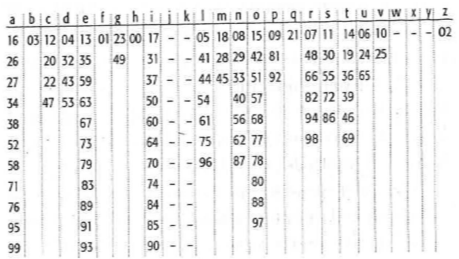 a b c d e f g h i j k l m n o p q r s t u v w x y z
16 03 12 04 13 01 23 00 17 - - 05 18 08 15 09 21 07 11 14 06 10 - - - 02
26 20 32 35 49 31 - - 41 28 29 42 81 48 30 19 24 25
27 22 43 59 37 - - 44 45 33 51 92 66 55 36 65
34 47 53 63 50 - - 54 40 57 82 72 39
38 67 60 - - 61 56 68 94 86 46
52 73 64 - - 75 62 77 98 69
58 79 70 - - 96 87 78
71 83 74 - - 80
76 89 84 - - 88
95 91 85 - - 97
99 93 90 - -